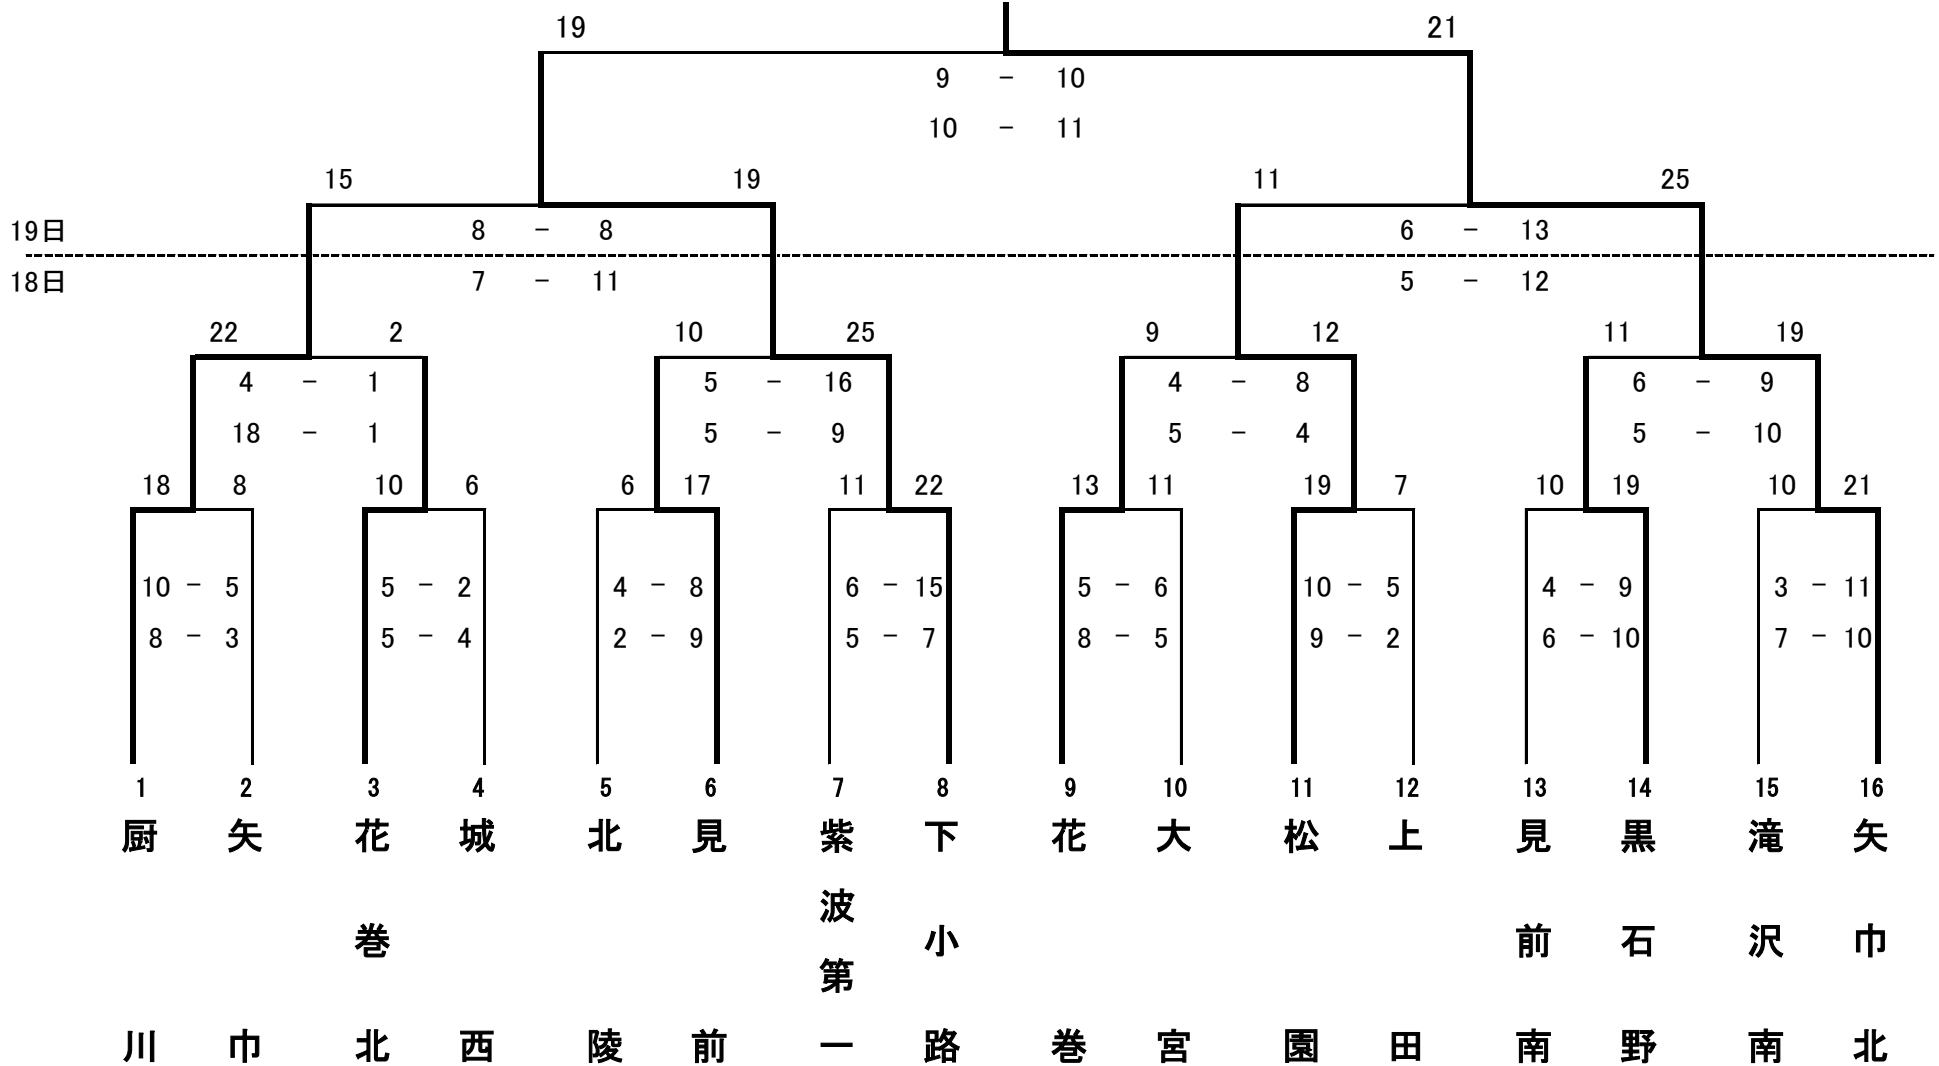 19 21
9 - 10
10 - 11
15 19 11 25
19日 8 - 8 6 - 13
18日 7 - 11 5 - 12
22 2 10 25 9 12 11 19
4 - 1 5 - 16 4 - 8 6 - 9
18 - 1 5 - 9 5 - 4 5 - 10
18 8 10 6 6 17 11 22 13 11 19 7 10 19 10 21
10 - 5 5 - 2 4 - 8 6 - 15 5 - 6 10 - 5 4 - 9 3 - 11
8 - 3 5 - 4 2 - 9 5 - 7 8 - 5 9 - 2 6 - 10 7 - 10
1 2 3 4 5 6 7 8 9 10 11 12 13 14 15 16
厨川
矢巾
花巻北
城西
北陵
見前
紫波第一
下小路
花巻
大宮
松園
上田
見前南
黒石野
滝沢南
矢巾北